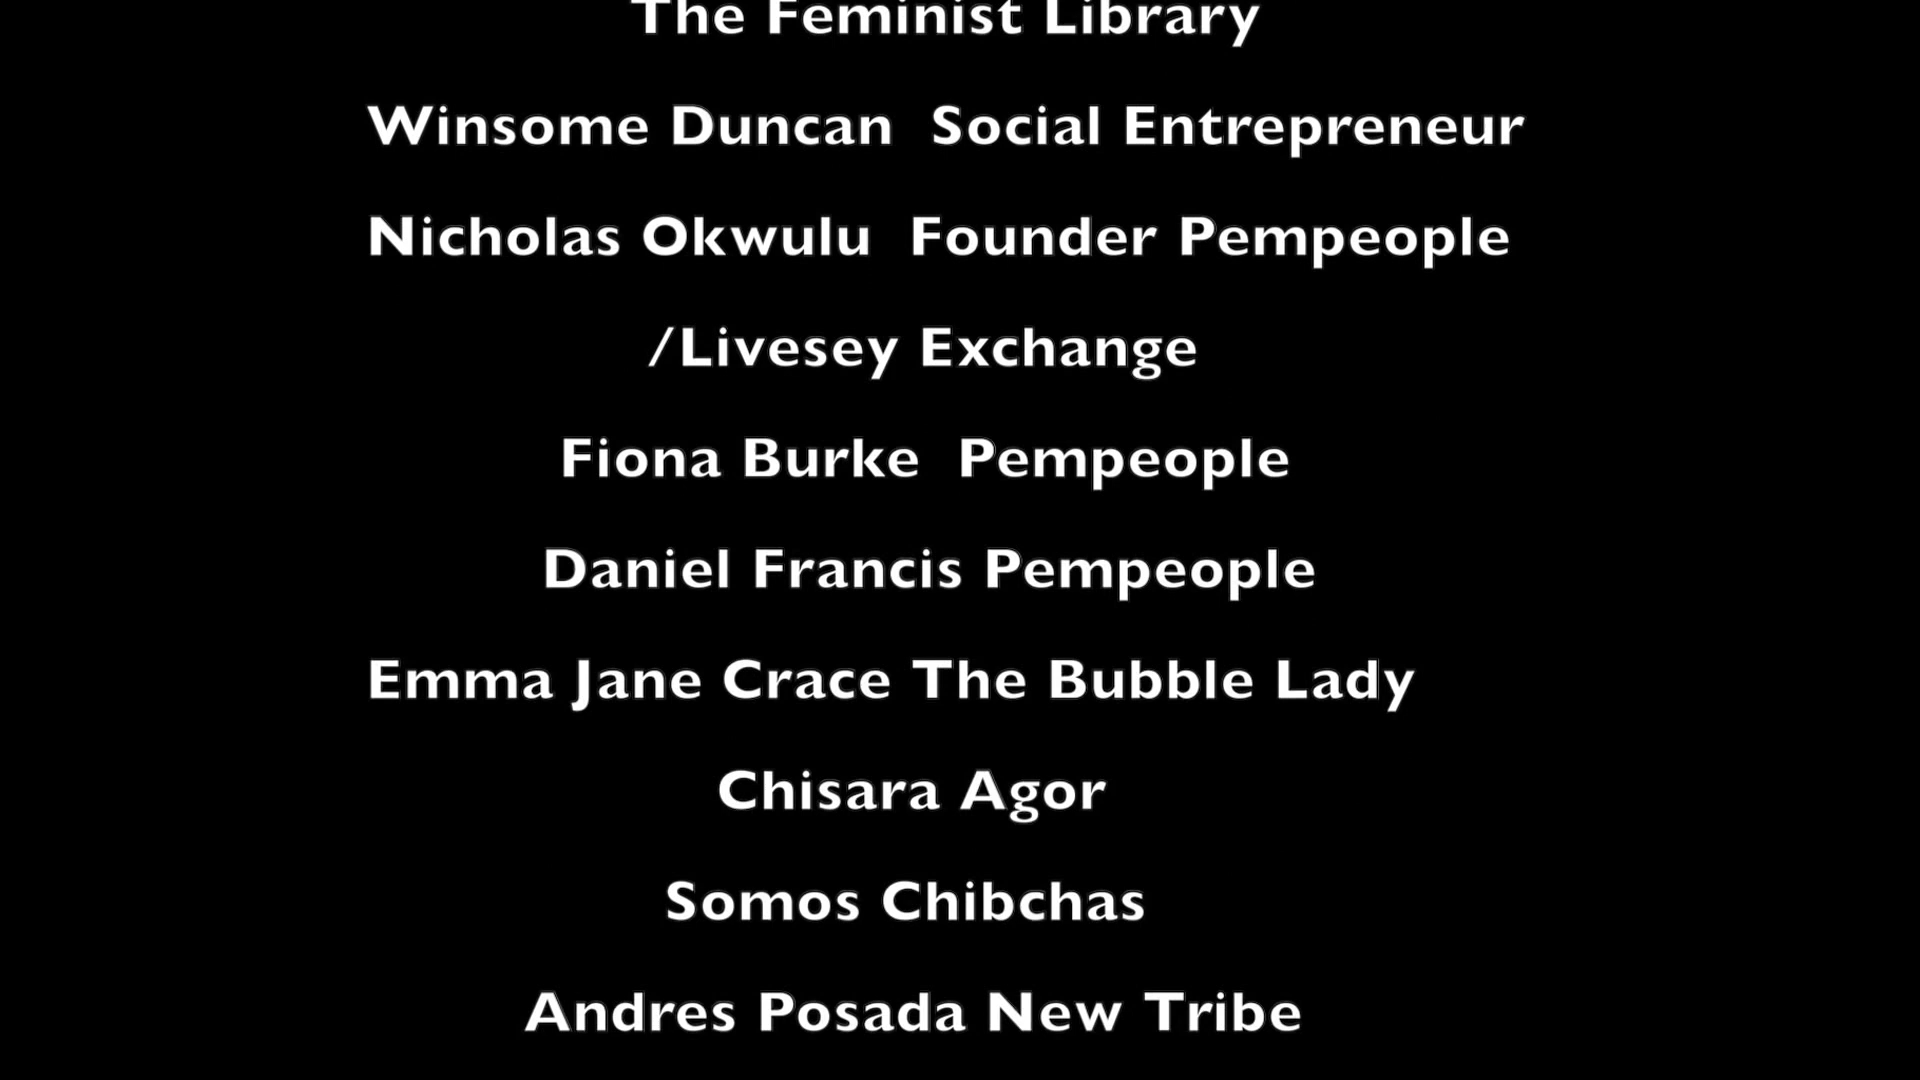 The Feminist Library
Winsome Duncan  Social Entrepreneur
Nicholas Okwulu  Founder Pempeople
/Livesey Exchange
Fiona Burke  Pempeople
Daniel Francis Pempeople
Emma Jane Crace The Bubble Lady
Chisara Agor
Somos Chibchas
Andres Posada New Tribe